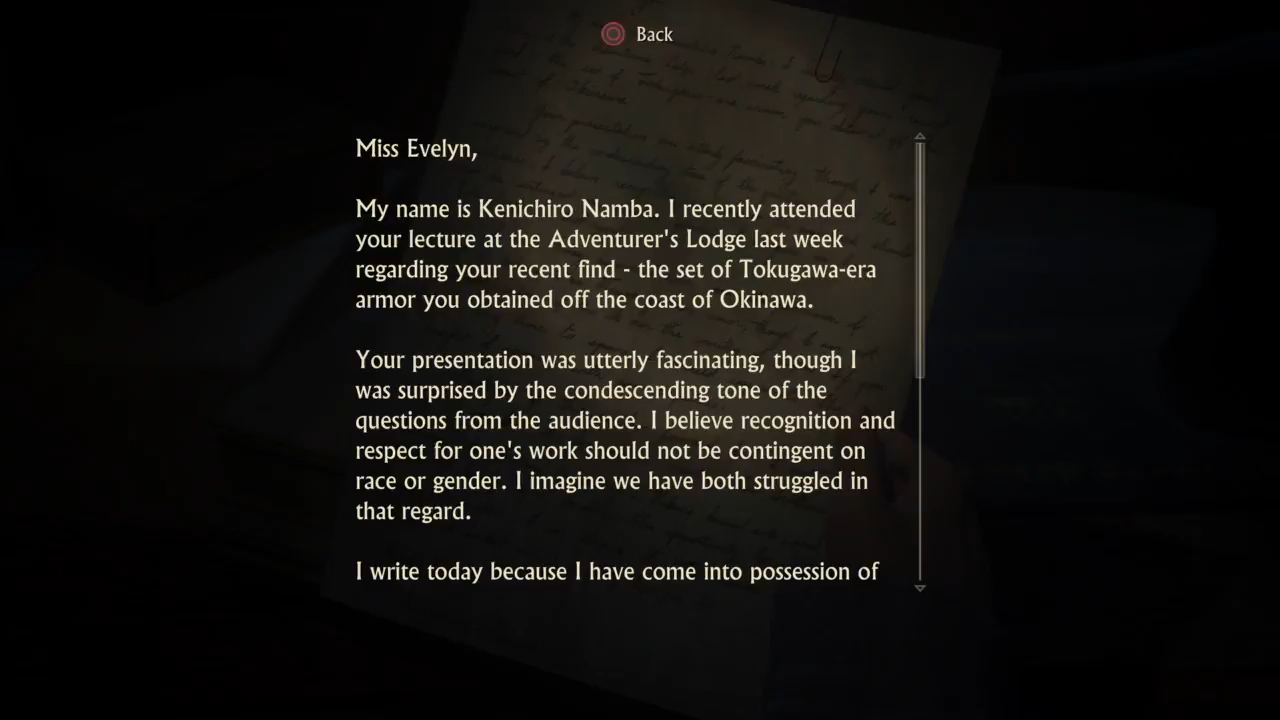 Back
Miss Evelyn,
My name is Kenichiro Namba. I recently attended
your lecture at the Adventurer's Lodge last week
regarding your recent find - the set of Tokugawa-era
armor you obtained off the coast of Okinawa.
Your presentation was utterly fascinating, though I
was surprised by the condescending tone of the
questions from the audience. I believe recognition and
respect for one's work should not be contingent on
race or gender. I imagine we have both struggled in
that regard.
I write today because I have come into possession of